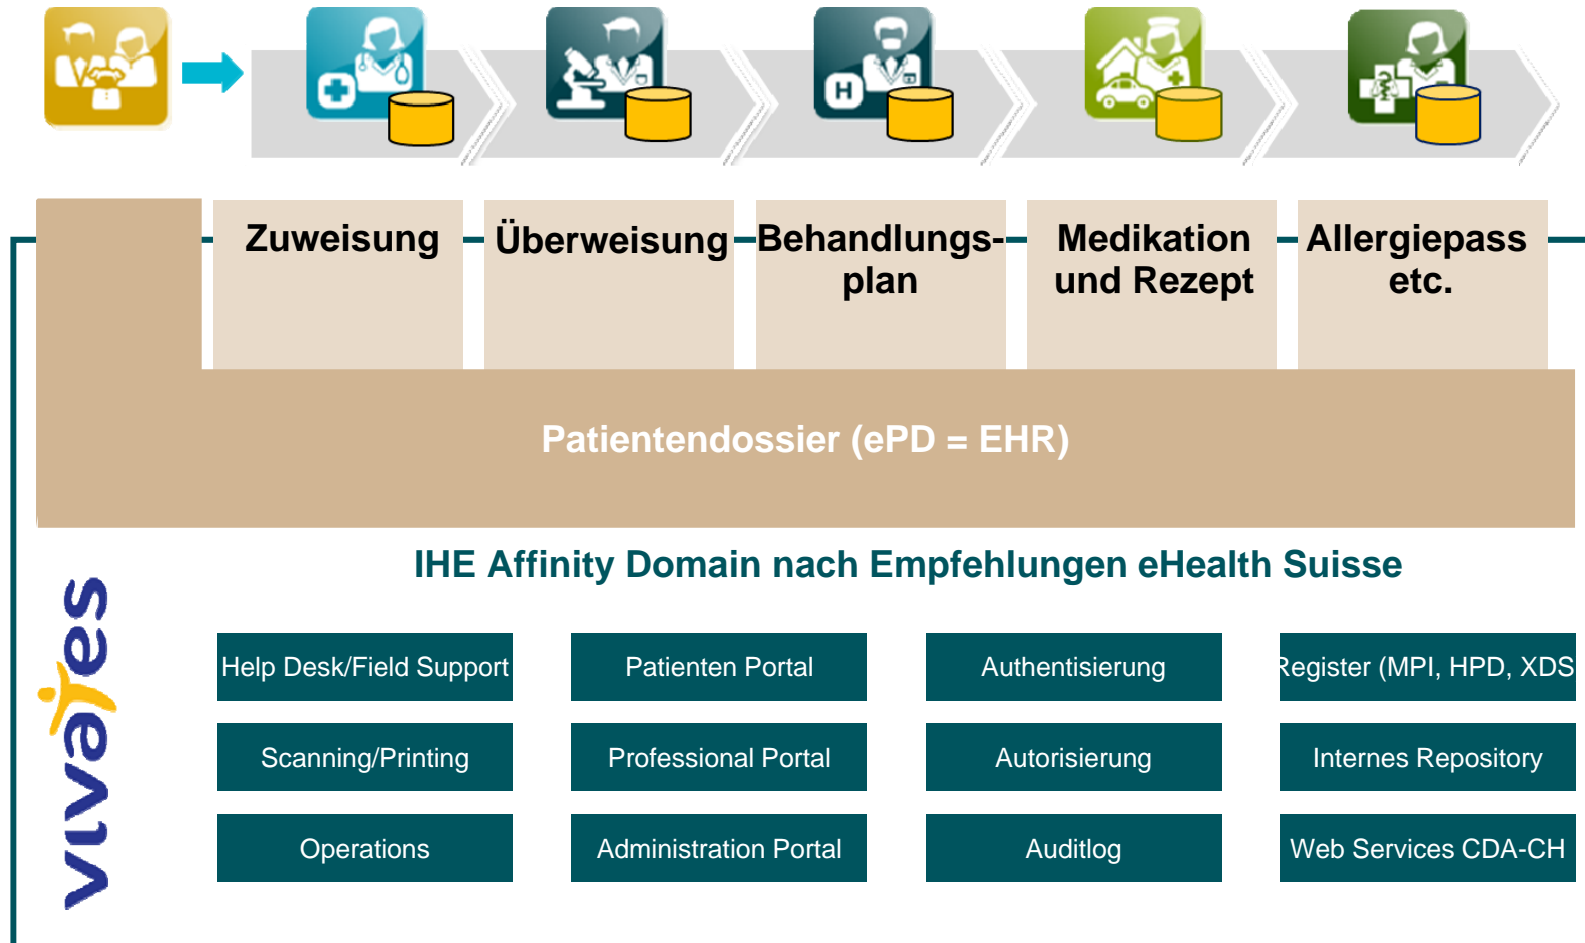 H
Zuweisung
Überweisung
Behandlungs-
plan
Medikation
und Rezept
Allergiepass
etc.
Patientendossier (ePD = EHR)
IHE Affinity Domain nach Empfehlungen eHealth Suisse
vivates
Help Desk/Field Support
Patienten Portal
Authentisierung
Register (MPI, HPD, XDS
Scanning/Printing
Professional Portal
Autorisierung
Internes Repository
Operations
Administration Portal
Auditlog
Web Services CDA-CH